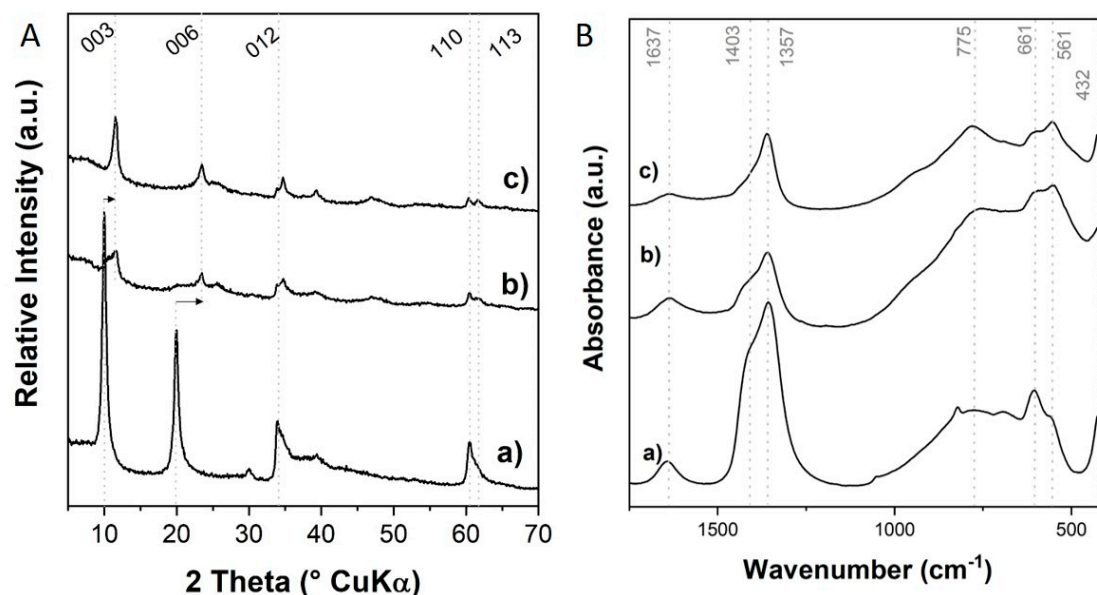 A
003
006
012
110
113
c)
b)
a)
Relative Intensity (a.u.)
10
20
30
40
50
60
70
2 Theta (° CuKα)
B
1637
1403
1357
775
661
561
432
c)
b)
a)
Absorbance (a.u.)
1500
1000
500
Wavenumber (cm⁻¹)